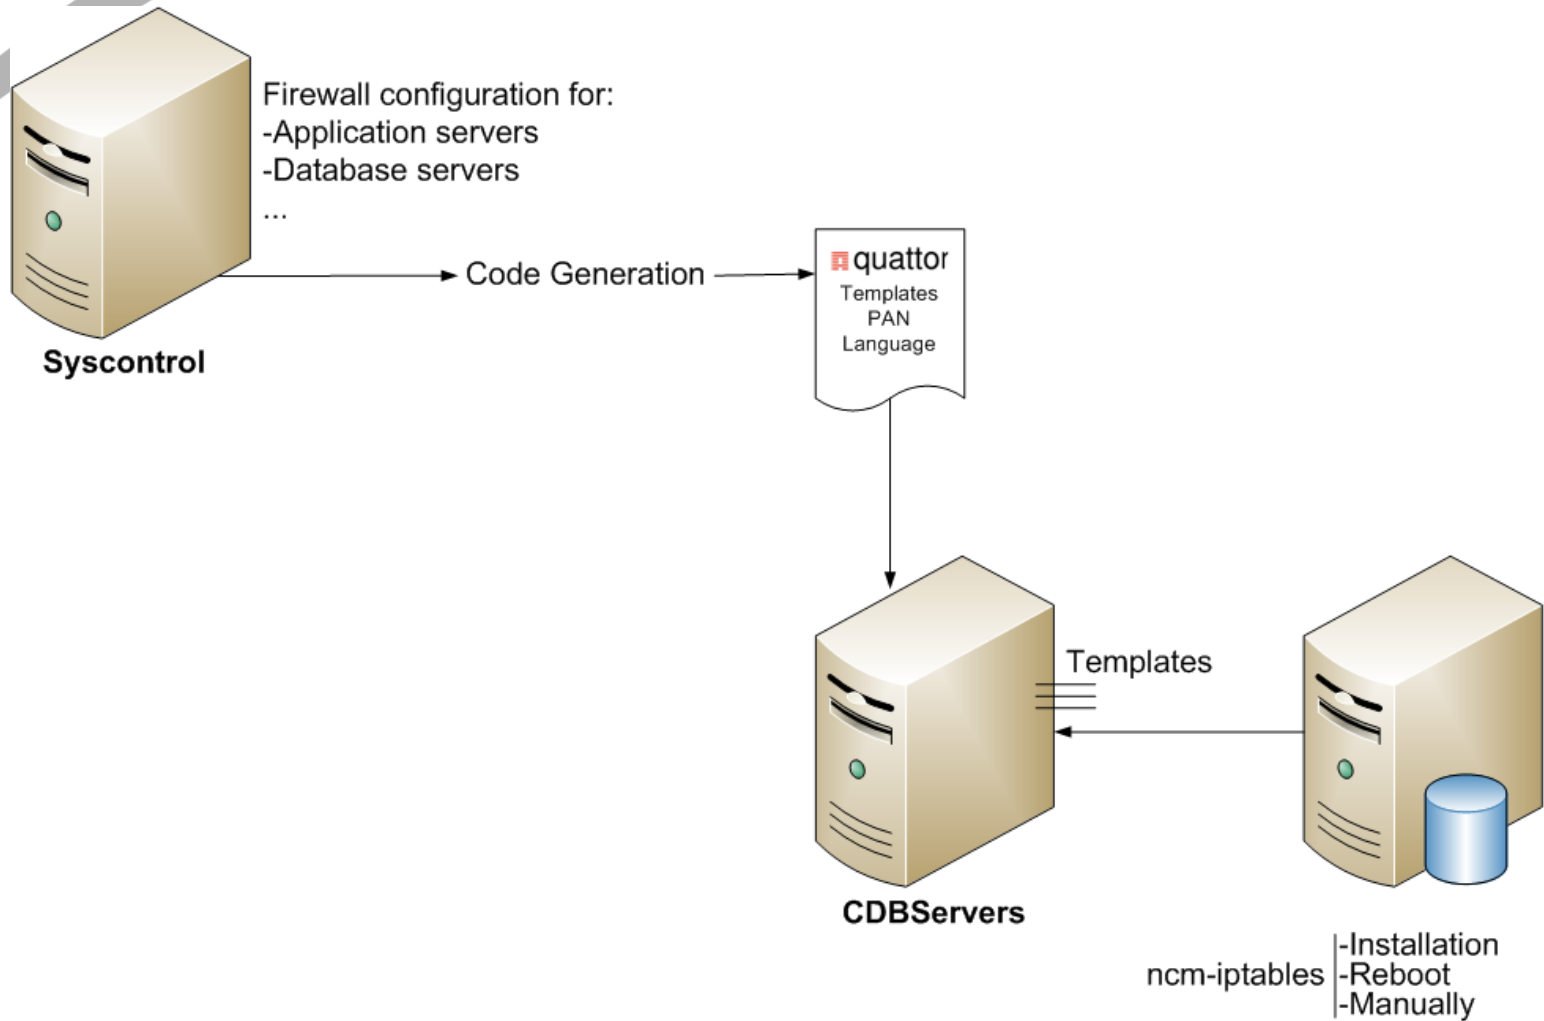 Firewall configuration for:
-Application servers
-Database servers
...
Code Generation
quattor
Templates
PAN
Language
Syscontrol
Templates
CDBServers
ncm-iptables
-Installation
-Reboot
-Manually